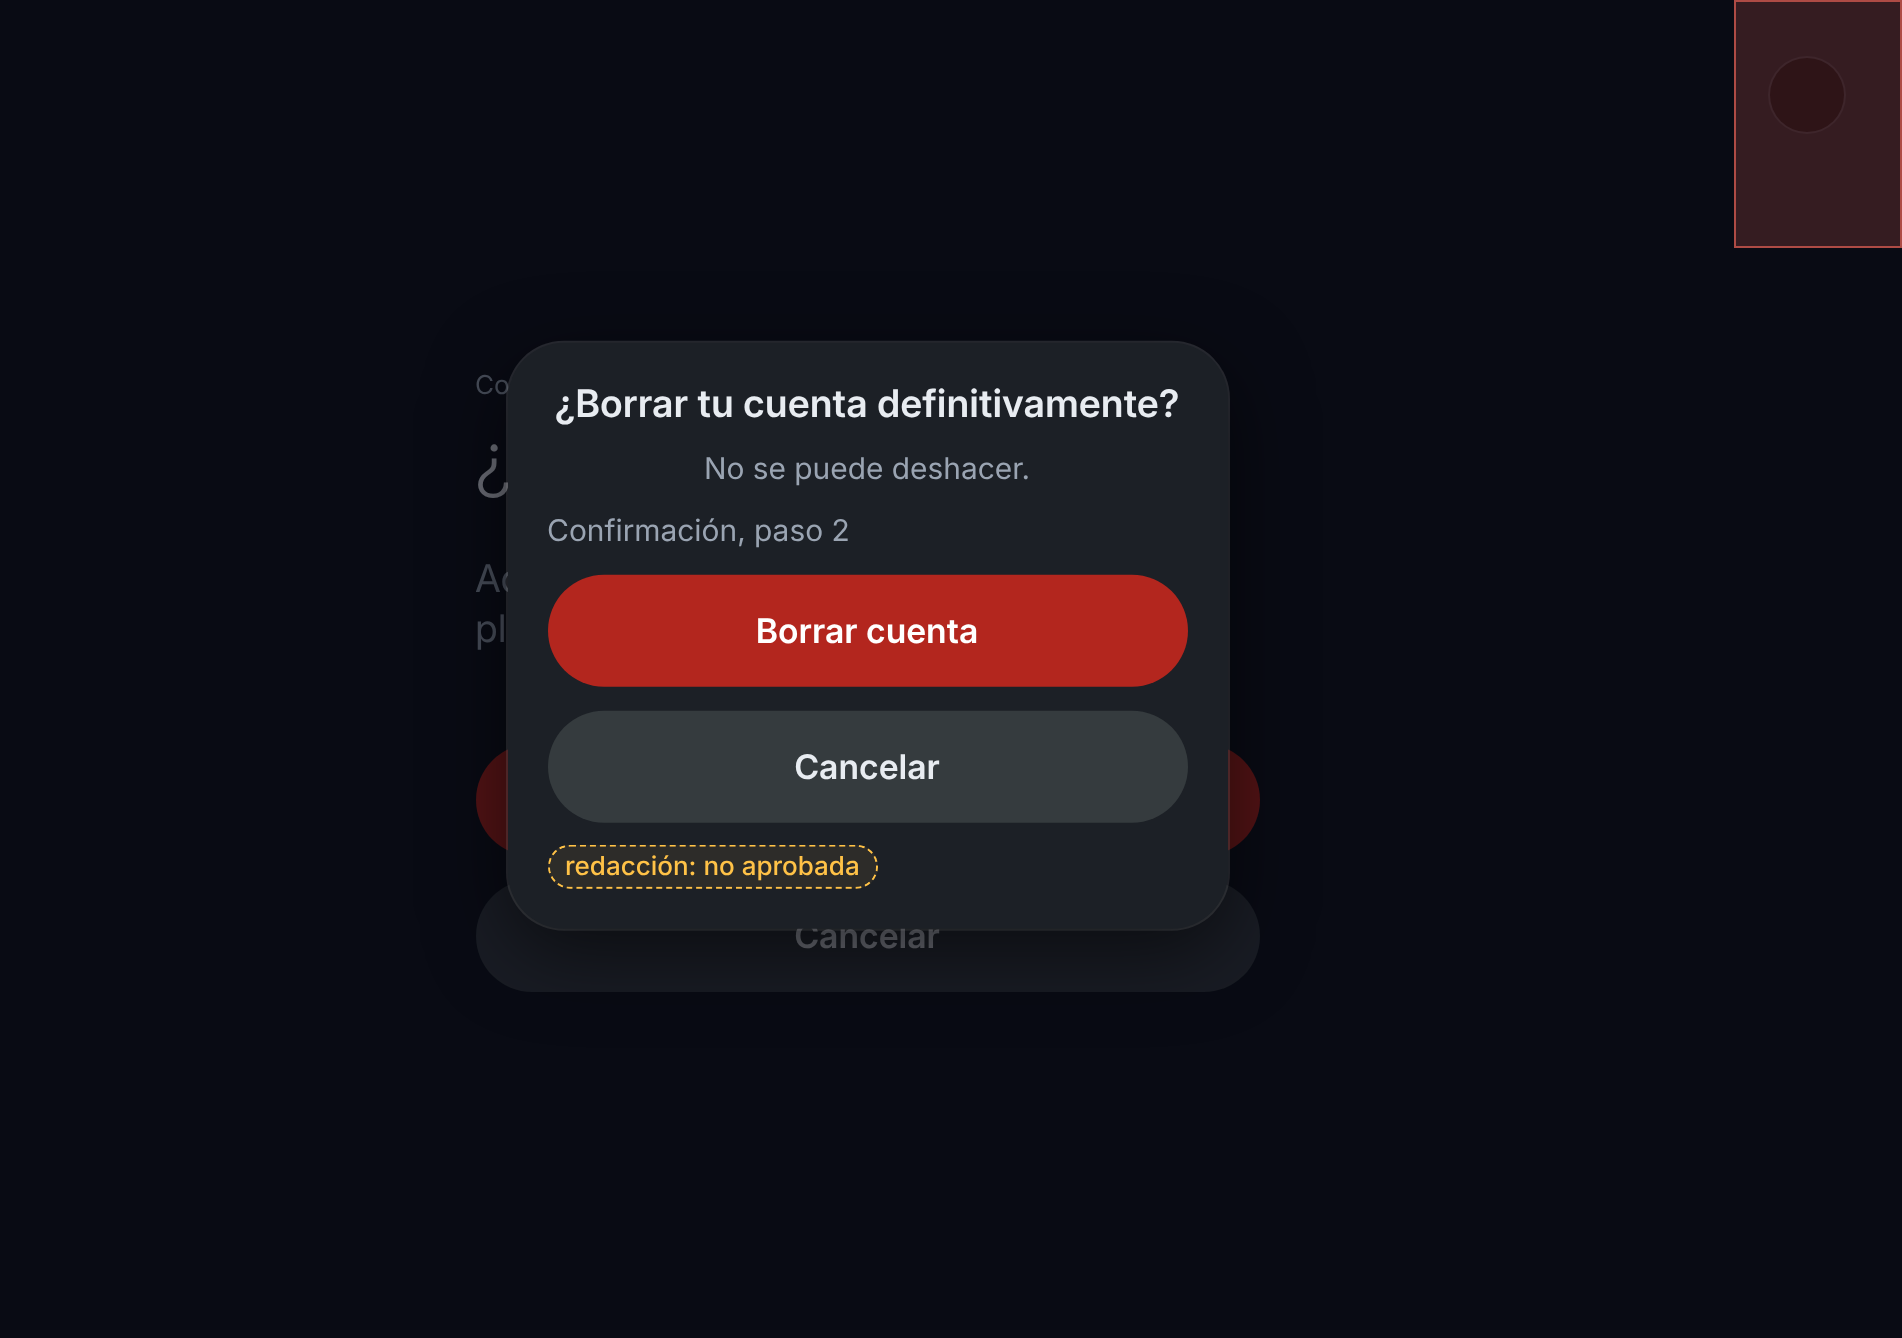 ¿Borrar tu cuenta definitivamente?
No se puede deshacer.
Confirmación, paso 2
Borrar cuenta
Cancelar
redacción: no aprobada
Cancelar